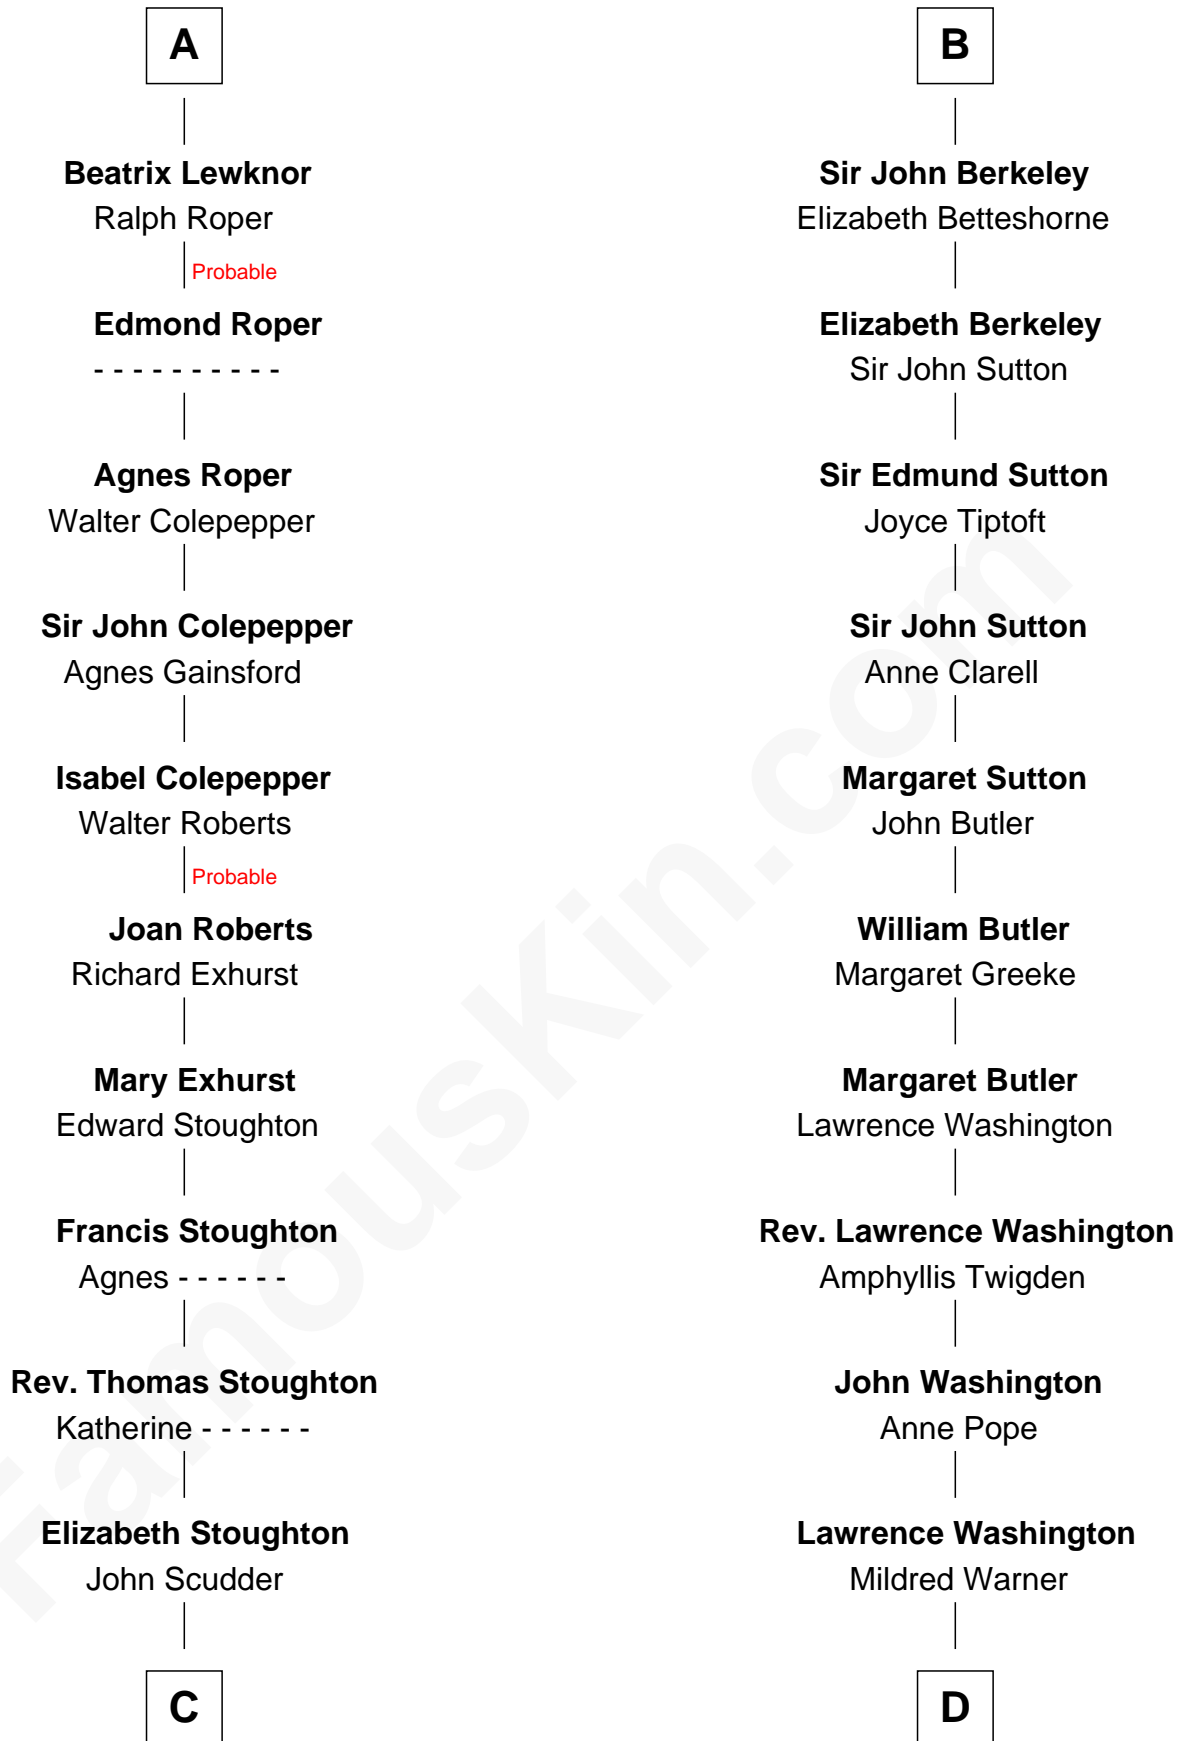 A
Beatrix Lewknor
Ralph Roper
Probable
Edmond Roper
- - - - - - - - - -
Agnes Roper
Walter Colepepper
Sir John Colepepper
Agnes Gainsford
Isabel Colepepper
Walter Roberts
Probable
Joan Roberts
Richard Exhurst
Mary Exhurst
Edward Stoughton
Francis Stoughton
Agnes - - - - - -
Rev. Thomas Stoughton
Katherine - - - - - -
Elizabeth Stoughton
John Scudder
C
B
Sir John Berkeley
Elizabeth Betteshorne
Elizabeth Berkeley
Sir John Sutton
Sir Edmund Sutton
Joyce Tiptoft
Sir John Sutton
Anne Clarell
Margaret Sutton
John Butler
William Butler
Margaret Greeke
Margaret Butler
Lawrence Washington
Rev. Lawrence Washington
Amphyllis Twigden
John Washington
Anne Pope
Lawrence Washington
Mildred Warner
D
FamousKin.com